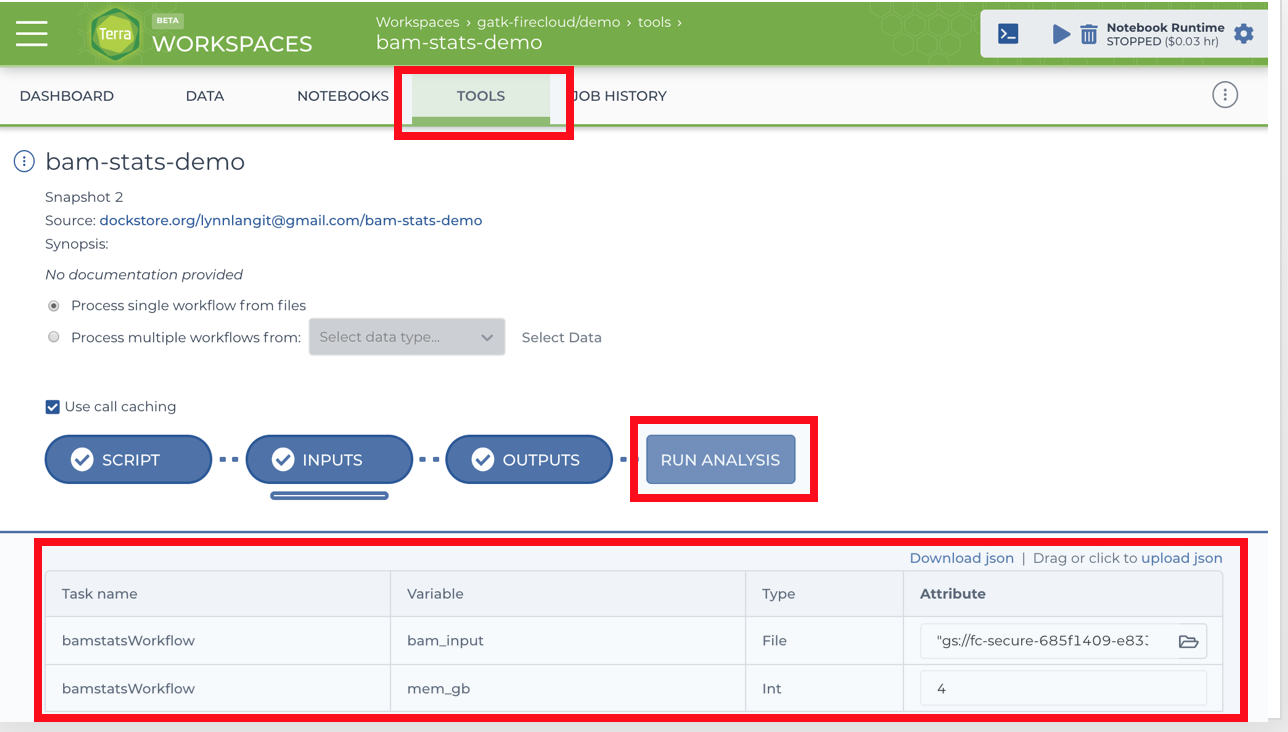 Terra
BETA
WORKSPACES
Workspaces › gatk-firecloud/demo › tools ›
bam-stats-demo
Notebook Runtime
STOPPED ($0.03 hr)
DASHBOARD DATA NOTEBOOKS TOOLS JOB HISTORY
bam-stats-demo
Snapshot 2
Source: dockstore.org/lynnlangit@gmail.com/bam-stats-demo
Synopsis:
No documentation provided
Process single workflow from files
Process multiple workflows from: Select data type... Select Data
Use call caching
SCRIPT INPUTS OUTPUTS RUN ANALYSIS
Download json | Drag or click to upload json
Task name Variable Type Attribute
bamstatsWorkflow bam_input File "gs://fc-secure-685f1409-e83
bamstatsWorkflow mem_gb Int 4